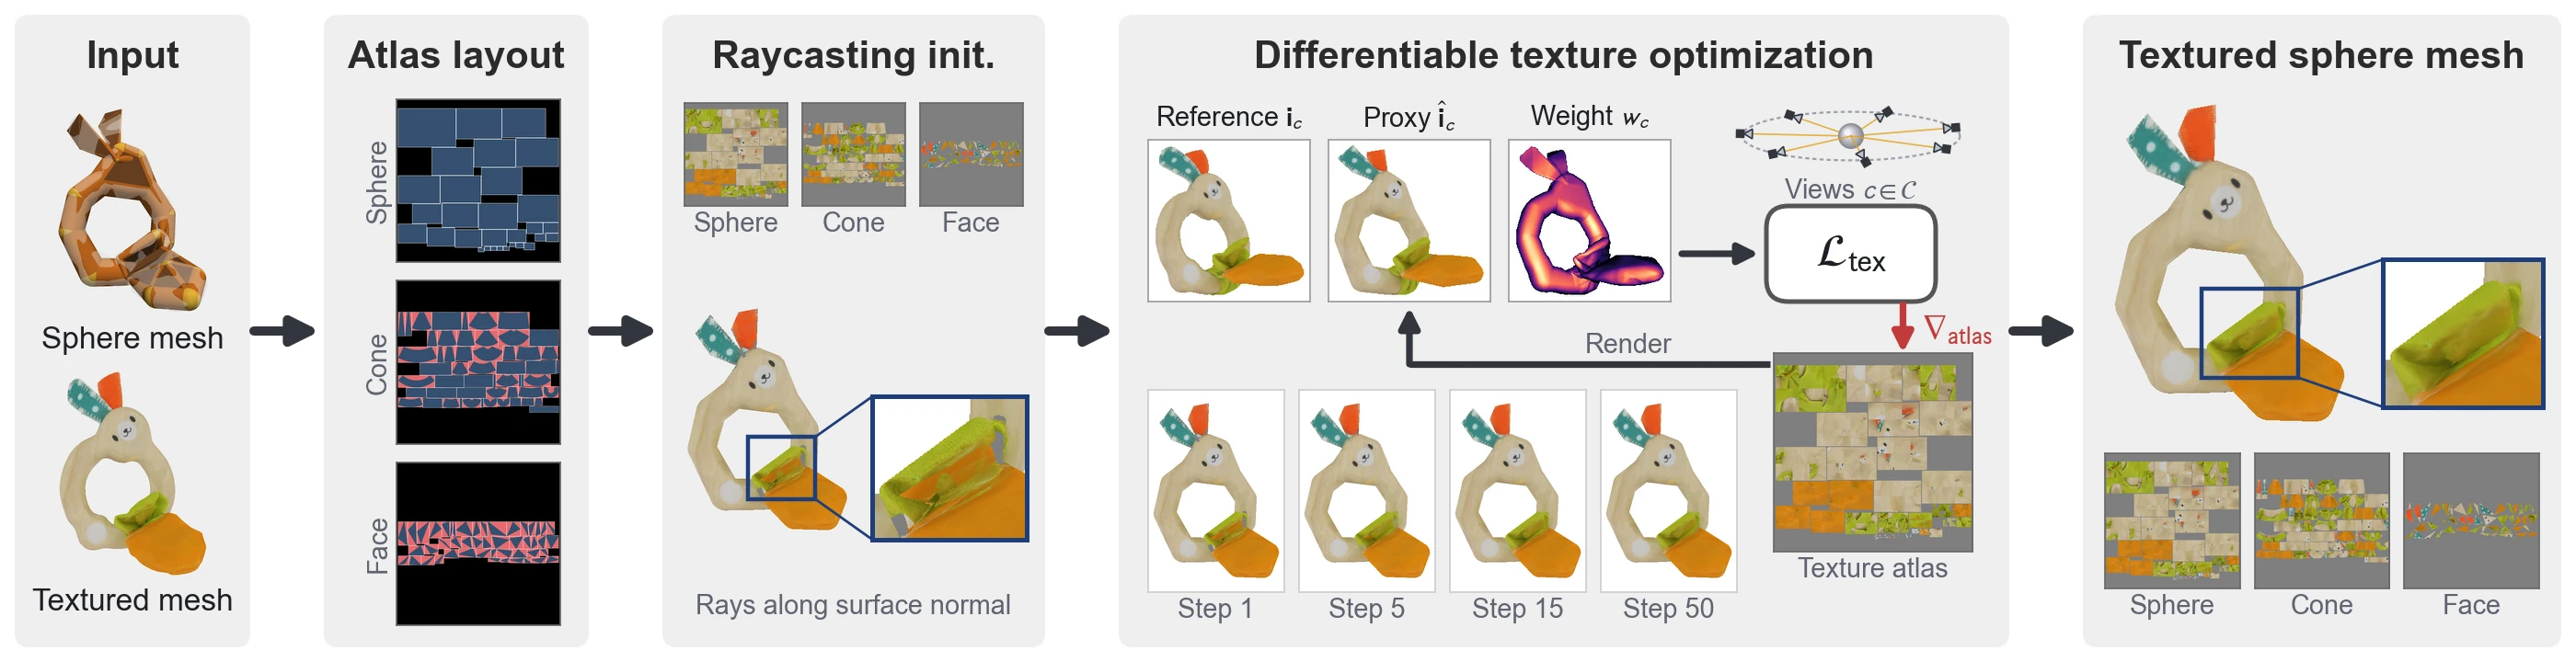 Input
Sphere mesh
Textured mesh
Atlas layout
Sphere
Cone
Face
Raycasting init.
Sphere
Cone
Face
Rays along surface normal
Differentiable texture optimization
Reference i_c
Proxy î_c
Weight w_c
Views c ∈ 𝒞
ℒ_tex
∇_atlas
Render
Texture atlas
Step 1
Step 5
Step 15
Step 50
Textured sphere mesh
Sphere
Cone
Face